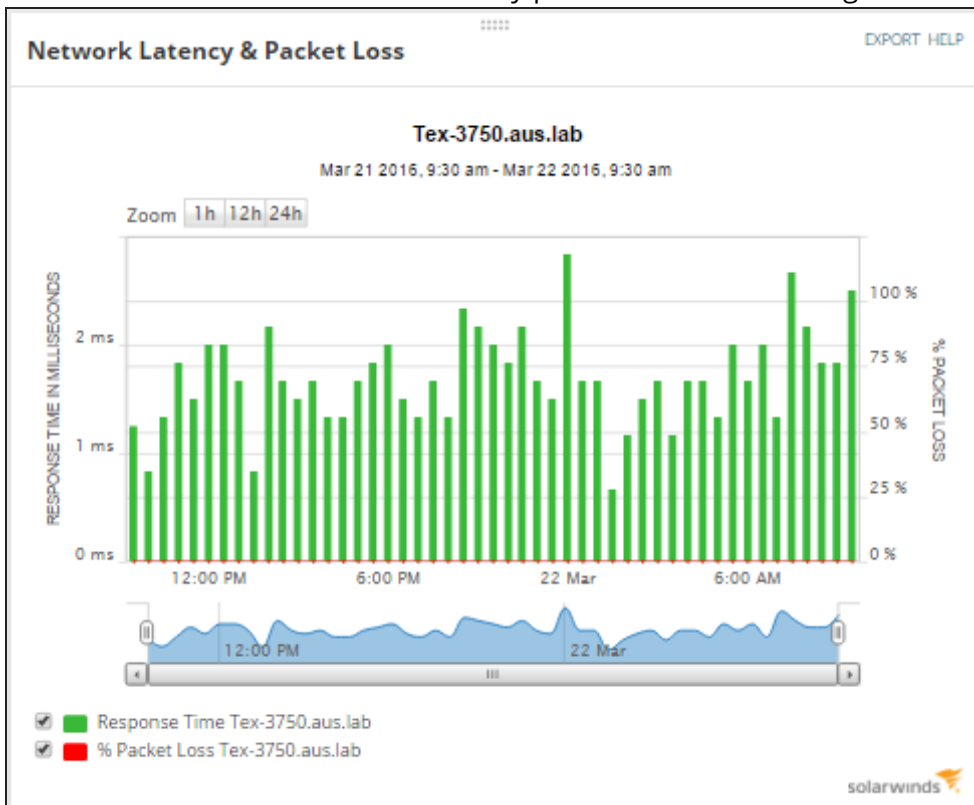 Network Latency & Packet Loss
EXPORT HELP
Tex-3750.aus.lab
Mar 21 2016, 9:30 am - Mar 22 2016, 9:30 am
Zoom 1h 12h 24h
RESPONSE TIME IN MILLISECONDS
2 ms
1 ms
0 ms
100 %
75 %
50 %
25 %
0 %
% PACKET LOSS
12:00 PM 6:00 PM 22 Mar 6:00 AM
12:00 PM 22 Mar
Response Time Tex-3750.aus.lab
% Packet Loss Tex-3750.aus.lab
solarwinds